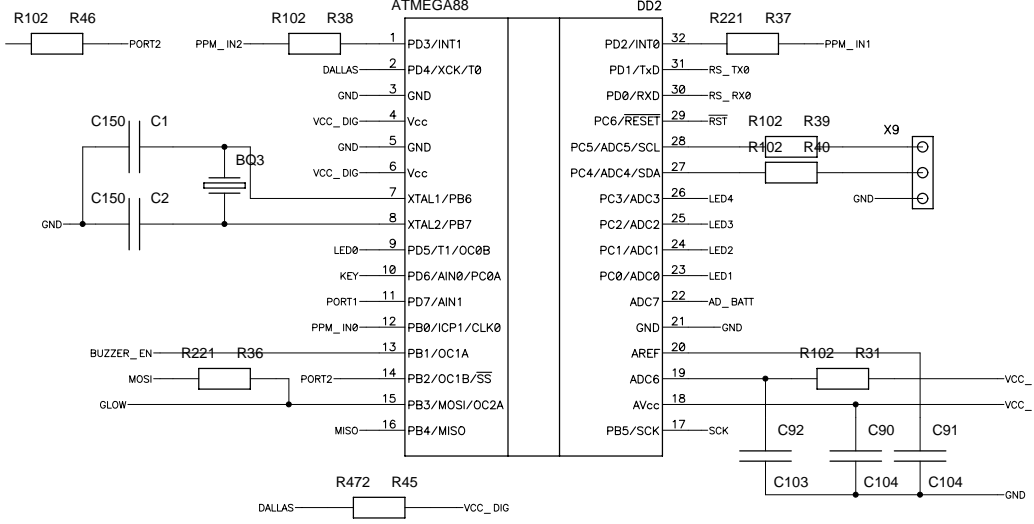 ATMEGA88 DD2
R102 R46
PORT2
R102 R38
PPM_IN2
1 PD3/INT1
DALLAS 2 PD4/XCK/T0
GND 3 GND
VCC_DIG 4 Vcc
GND 5 GND
VCC_DIG 6 Vcc
7 XTAL1/PB6
8 XTAL2/PB7
LED0 9 PD5/T1/OC0B
KEY 10 PD6/AIN0/PC0A
PORT1 11 PD7/AIN1
PPM_IN0 12 PB0/ICP1/CLK0
BUZZER_EN 13 PB1/OC1A
PORT2 14 PB2/OC1B/SS
GLOW 15 PB3/MOSI/OC2A
MISO 16 PB4/MISO
C150 C1
BQ3
C150 C2
GND
R221 R36
MOSI
R472 R45
DALLAS VCC_DIG
R221 R37
PD2/INT0 32 PPM_IN1
PD1/TxD 31 RS_TX0
PD0/RXD 30 RS_RX0
PC6/RESET 29 RST
PC5/ADC5/SCL 28
PC4/ADC4/SDA 27
PC3/ADC3 26 LED4
PC2/ADC2 25 LED3
PC1/ADC1 24 LED2
PC0/ADC0 23 LED1
ADC7 22 AD_BATT
GND 21 GND
AREF 20
ADC6 19
AVcc 18
PB5/SCK 17 SCK
R102 R39
R102 R40
X9
GND
R102 R31
VCC_
VCC_
C92 C90 C91
C103 C104 C104
GND